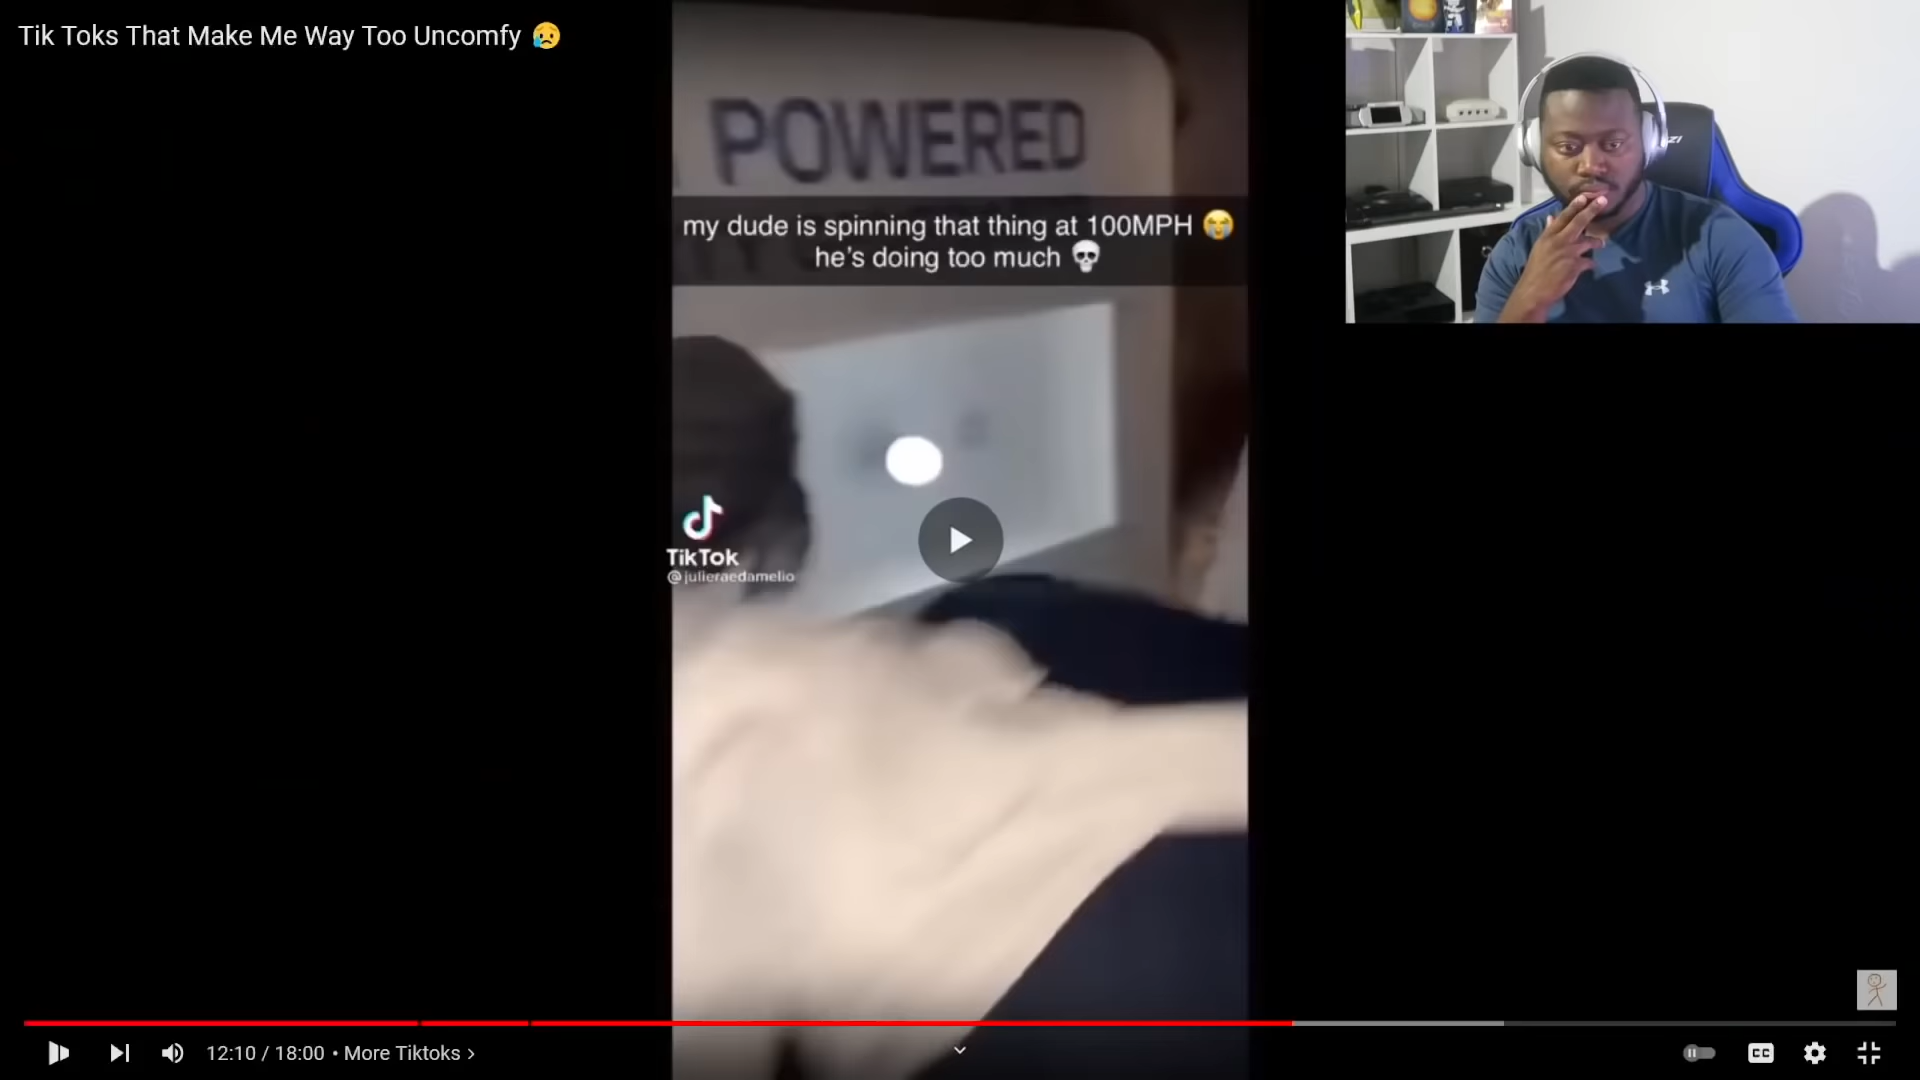 Tik Toks That Make Me Way Too Uncomfy 😥
POWERED
my dude is spinning that thing at 100MPH 😭
he's doing too much 💀
TikTok
@julieraedamelio
12:10 / 18:00 • More Tiktoks ›
CC